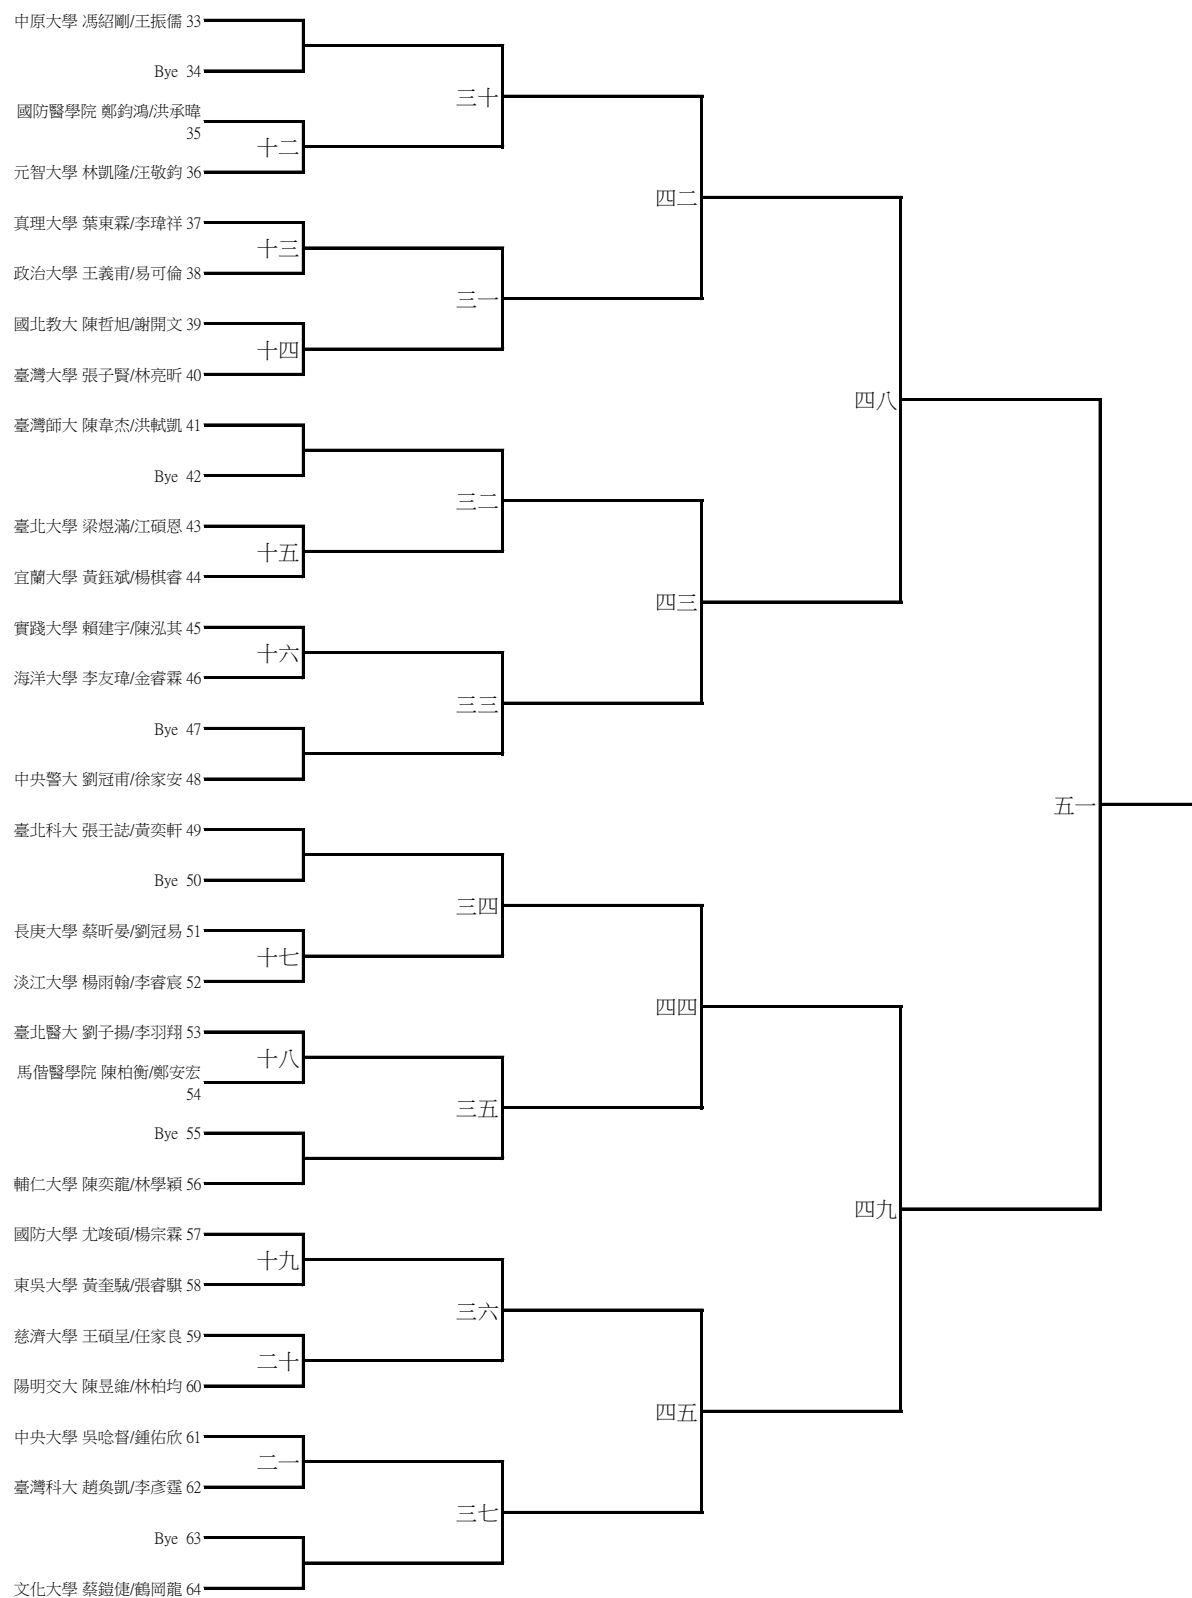 中原大學 馮紹剛/王振儒 33
Bye 34
三十
國防醫學院 鄭鈞鴻/洪承暐
35
十二
元智大學 林凱隆/汪敬鈞 36
四二
真理大學 葉東霖/李瑋祥 37
十三
政治大學 王義甫/易可倫 38
三一
國北教大 陳哲旭/謝開文 39
十四
臺灣大學 張子賢/林亮昕 40
四八
臺灣師大 陳韋杰/洪軾凱 41
Bye 42
三二
臺北大學 梁煜滿/江碩恩 43
十五
宜蘭大學 黃鈺斌/楊棋睿 44
四三
實踐大學 賴建宇/陳泓其 45
十六
海洋大學 李友瑋/金睿霖 46
三三
Bye 47
中央警大 劉冠甫/徐家安 48
五一
臺北科大 張王誌/黃奕軒 49
Bye 50
三四
長庚大學 蔡昕晏/劉冠易 51
十七
淡江大學 楊雨翰/李睿宸 52
四四
臺北醫大 劉子揚/李羽翔 53
十八
馬偕醫學院 陳柏衡/鄭安宏
54
三五
Bye 55
輔仁大學 陳奕龍/林學穎 56
四九
國防大學 尤竣碩/楊宗霖 57
十九
東吳大學 黃奎駥/張睿騏 58
三六
慈濟大學 王碩呈/任家良 59
二十
陽明交大 陳昱維/林柏均 60
四五
中央大學 吳唸督/鍾佑欣 61
二一
臺灣科大 趙奐凱/李彥霆 62
三七
Bye 63
文化大學 蔡鎧倢/鶴岡龍 64